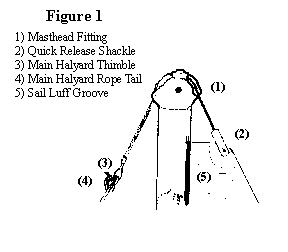 Figure 1
1) Masthead Fitting
2) Quick Release Shackle
3) Main Halyard Thimble
4) Main Halyard Rope Tail
5) Sail Luff Groove
(1)
(2)
(3)
(4)
(5)